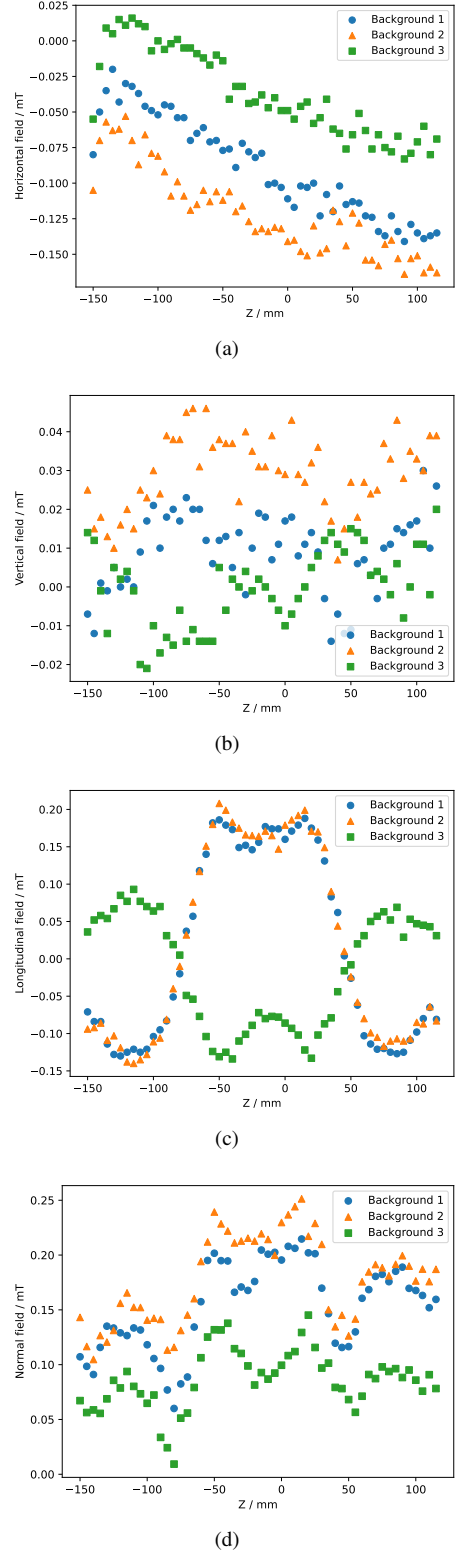 0.025
0.000
−0.025
−0.050
−0.075
−0.100
−0.125
−0.150
Horizontal field / mT
Background 1
Background 2
Background 3
−150 −100 −50 0 50 100
Z / mm
(a)
0.04
0.03
0.02
0.01
0.00
−0.01
−0.02
Vertical field / mT
Background 1
Background 2
Background 3
−150 −100 −50 0 50 100
Z / mm
(b)
0.20
0.15
0.10
0.05
0.00
−0.05
−0.10
−0.15
Longitudinal field / mT
Background 1
Background 2
Background 3
−150 −100 −50 0 50 100
Z / mm
(c)
0.25
0.20
0.15
0.10
0.05
0.00
Normal field / mT
Background 1
Background 2
Background 3
−150 −100 −50 0 50 100
Z / mm
(d)